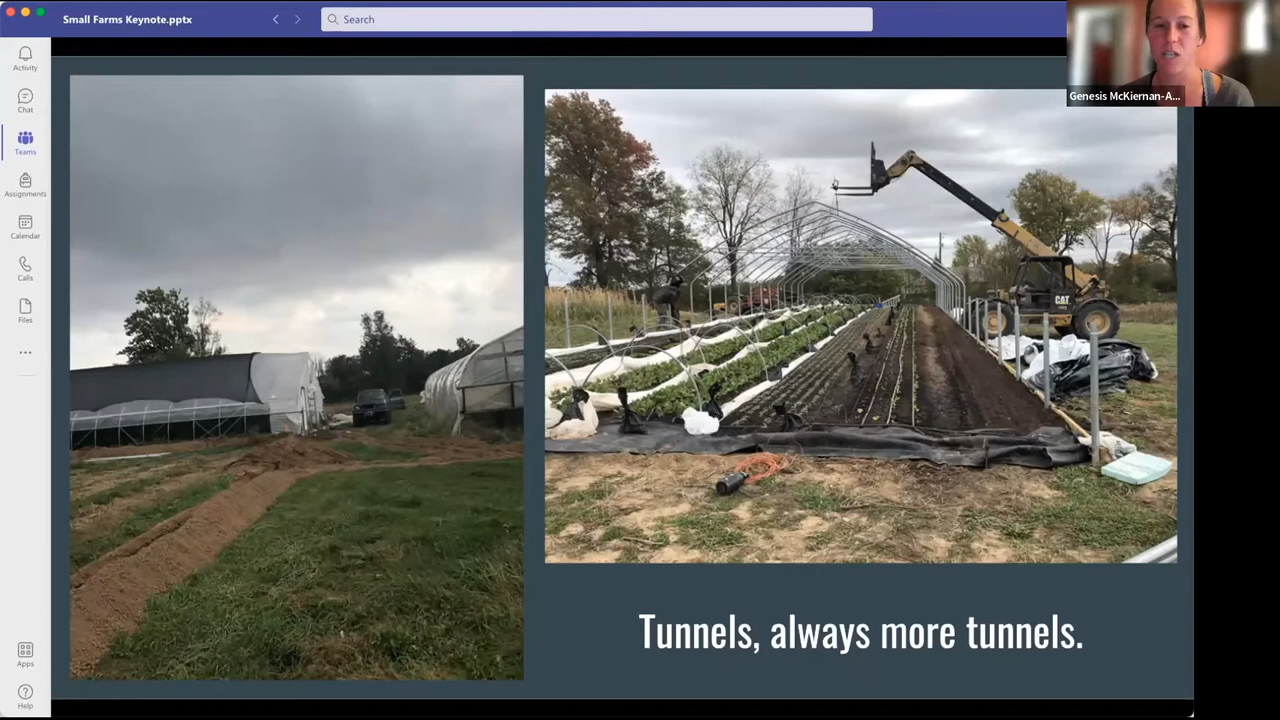 Small Farms Keynote.pptx
Search
Genesis McKiernan-A...
Activity
Chat
Teams
Assignments
Calendar
Calls
Files
...
Apps
Help
CAT
Tunnels, always more tunnels.